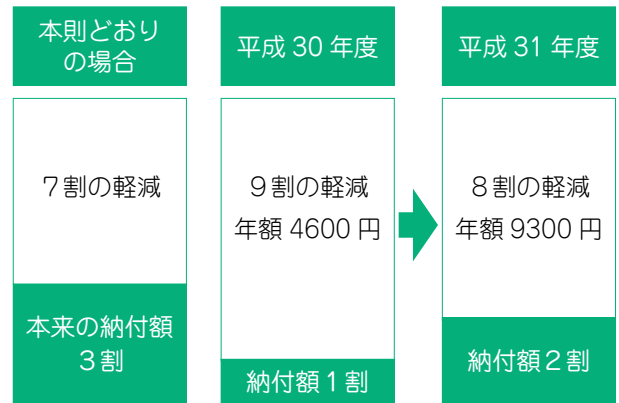 本則どおり
の場合
平成 30 年度
平成 31 年度
7割の軽減
9割の軽減
年額 4600 円
8割の軽減
年額 9300 円
本来の納付額
3割
納付額1割
納付額2割